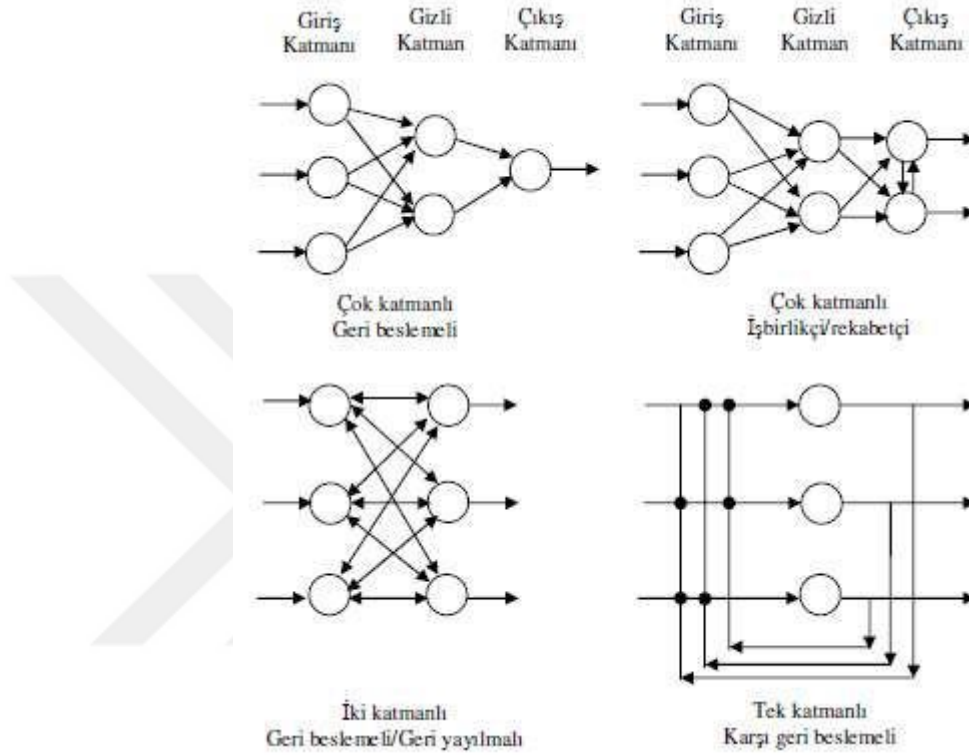 Giriş Katmanı
Gizli Katman
Çıkış Katmanı
Giriş Katmanı
Gizli Katman
Çıkış Katmanı
Çok katmanlı
Geri beslemeli
Çok katmanlı
İşbirlikçi/rekabetçi
İki katmanlı
Geri beslemeli/Geri yayılmalı
Tek katmanlı
Karşı geri beslemeli